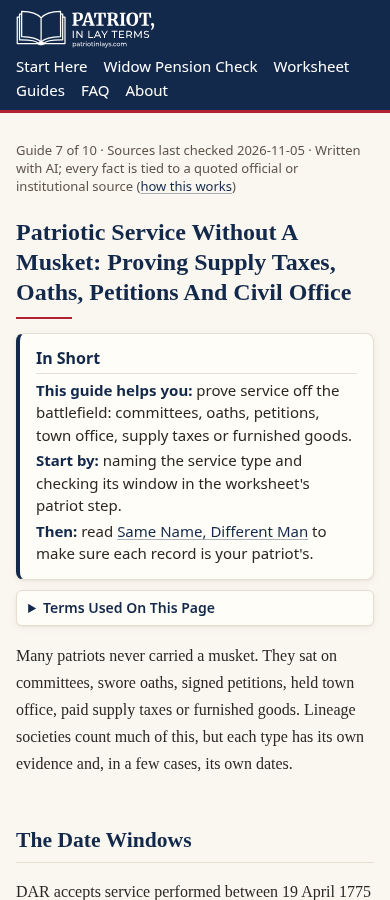 PATRIOT,
IN LAY TERMS
patriotinlays.com
Start Here Widow Pension Check Worksheet
Guides FAQ About
Guide 7 of 10 · Sources last checked 2026-11-05 · Written
with AI; every fact is tied to a quoted official or
institutional source (how this works)
Patriotic Service Without A
Musket: Proving Supply Taxes,
Oaths, Petitions And Civil Office
In Short
This guide helps you: prove service off the
battlefield: committees, oaths, petitions,
town office, supply taxes or furnished goods.
Start by: naming the service type and
checking its window in the worksheet's
patriot step.
Then: read Same Name, Different Man to
make sure each record is your patriot's.
Terms Used On This Page
Many patriots never carried a musket. They sat on
committees, swore oaths, signed petitions, held town
office, paid supply taxes or furnished goods. Lineage
societies count much of this, but each type has its own
evidence and, in a few cases, its own dates.
The Date Windows
DAR accepts service performed between 19 April 1775